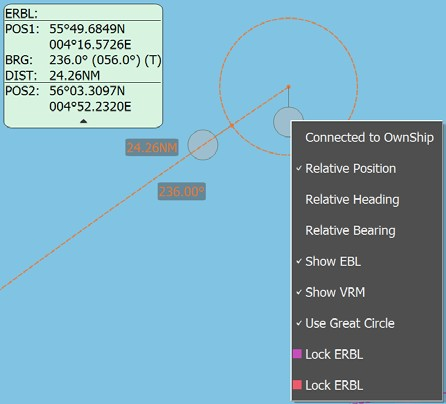 ERBL:
POS1: 55°49.6849N
004°16.5726E
BRG: 236.0° (056.0°) (T)
DIST: 24.26NM
POS2: 56°03.3097N
004°52.2320E
24.26NM
236.00°
Connected to OwnShip
✓ Relative Position
Relative Heading
Relative Bearing
✓ Show EBL
✓ Show VRM
✓ Use Great Circle
Lock ERBL
Lock ERBL